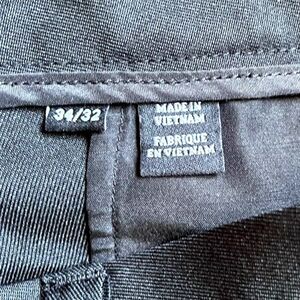 34/32
MADE IN
VIETNAM
FABRIQUE
EN VIETNAM